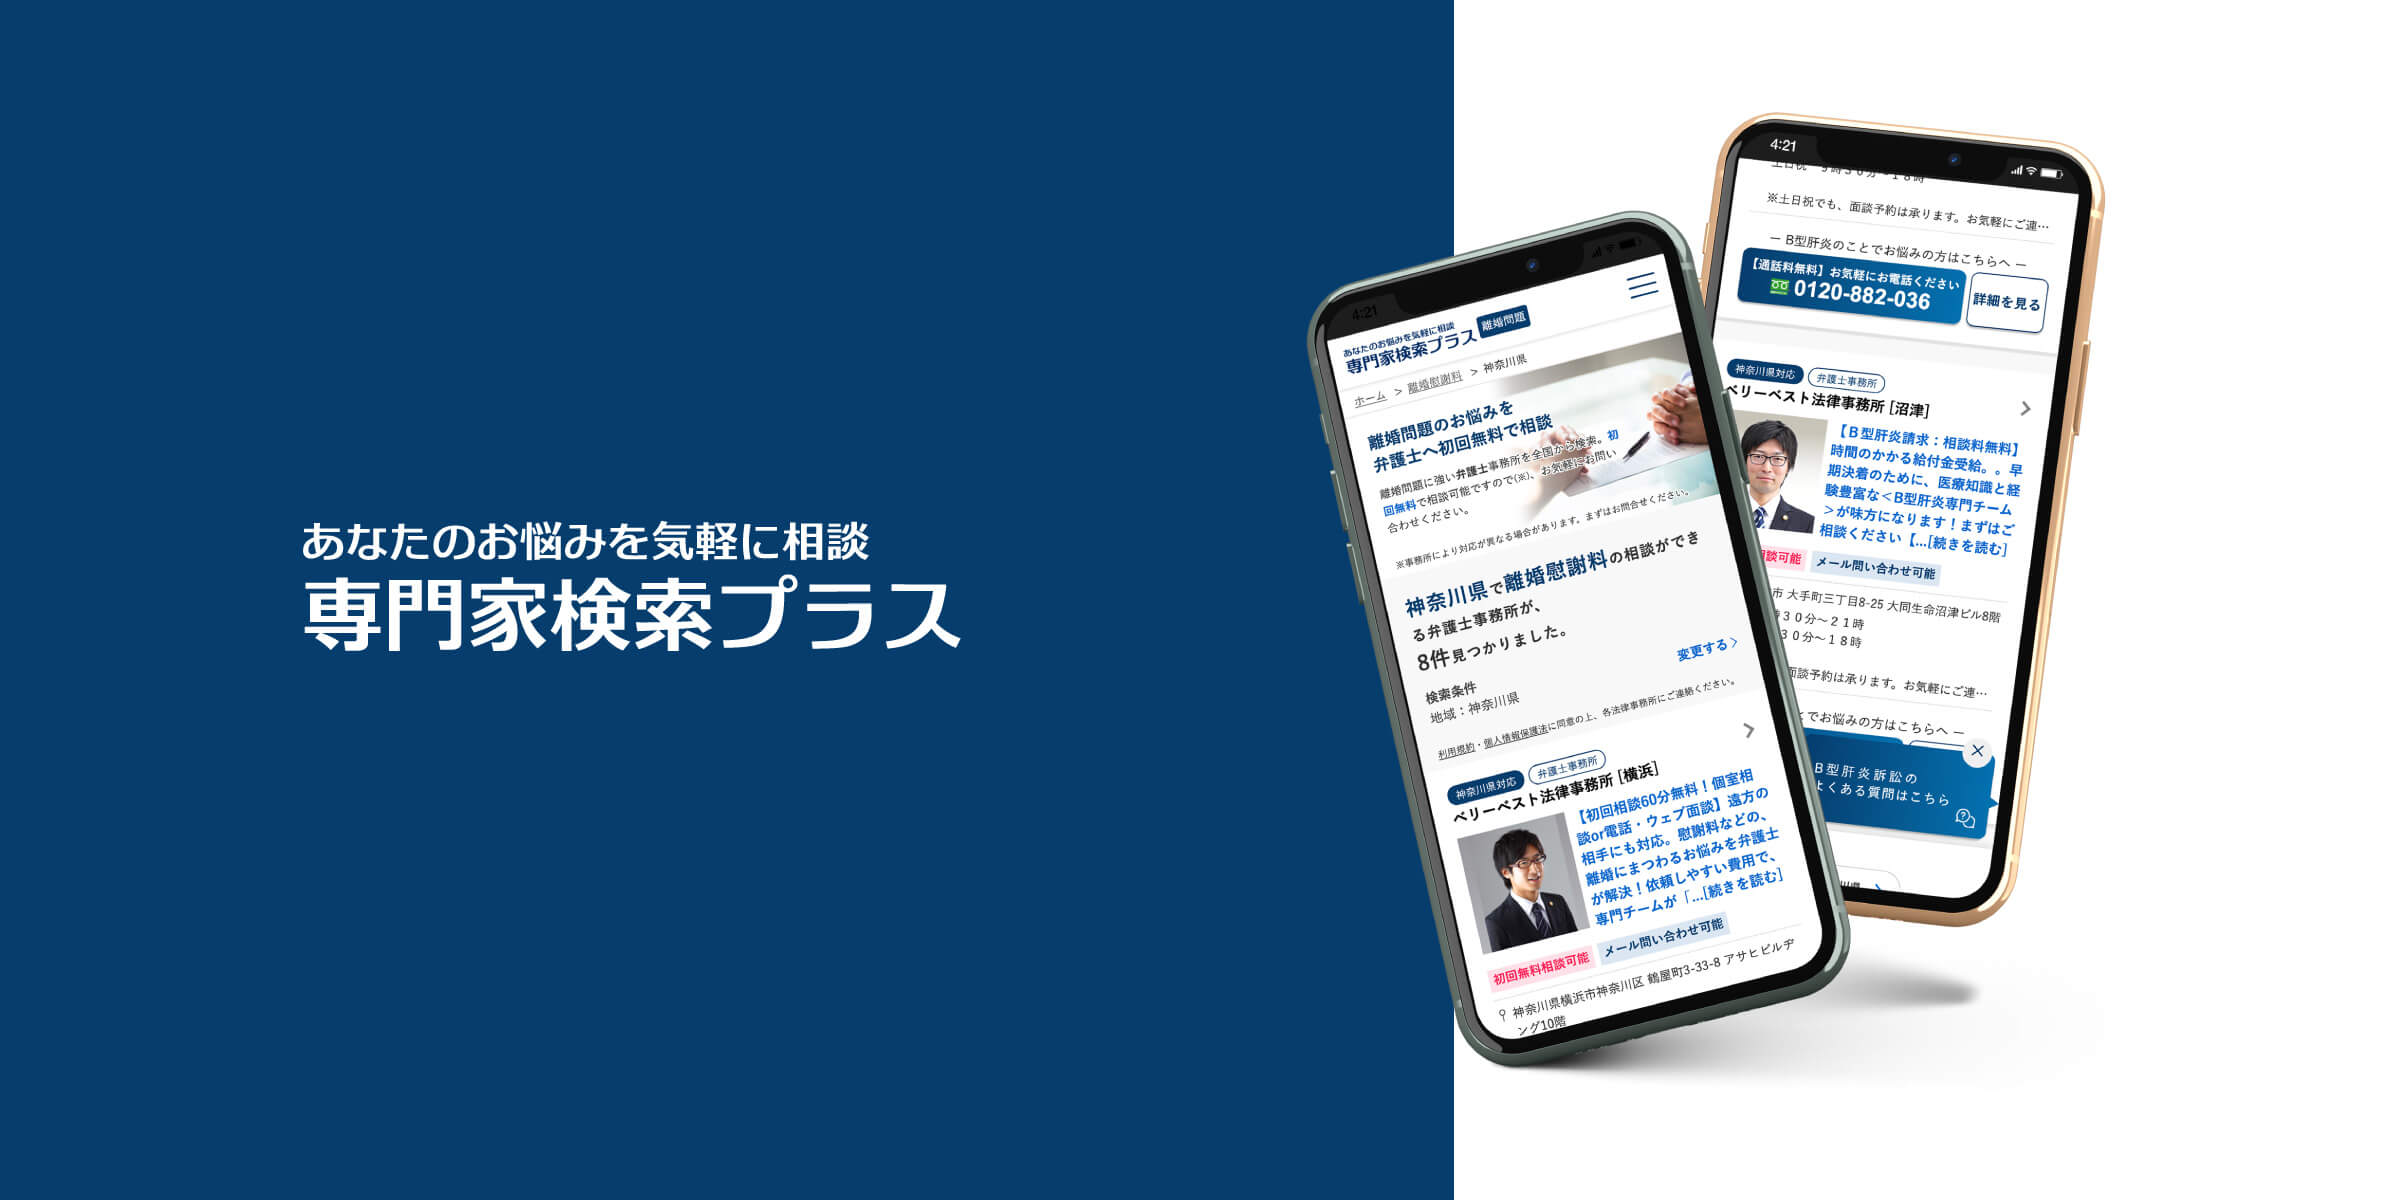 あなたのお悩みを気軽に相談
専門家検索プラス
4:21
あなたのお悩みを気軽に相談
専門家検索プラス 離婚問題
ホーム > 離婚慰謝料 > 神奈川県
離婚問題のお悩みを
弁護士へ初回無料で相談
離婚問題に強い弁護士事務所を全国から検索。初
回無料で相談可能ですので(※)、お気軽にお問い
合わせください。
※事務所により対応が異なる場合があります。まずはお問合せください。
神奈川県で離婚慰謝料の相談ができ
る弁護士事務所が、
8件見つかりました。
変更する
検索条件
地域：神奈川県
利用規約・個人情報保護法に同意の上、各法律事務所にご連絡ください。
神奈川県対応 弁護士事務所
ベリーベスト法律事務所 [横浜]
【初回相談60分無料！個室相
談or電話・ウェブ面談】遠方の
相手にも対応。慰謝料などの、
離婚にまつわるお悩みを弁護士
が解決！依頼しやすい費用で、
専門チームが「...[続きを読む]
初回無料相談可能 メール問い合わせ可能
神奈川県横浜市神奈川区 鶴屋町3-33-8 アサヒビルヂ
ング10階
4:21
土日祝 9時30分～18時
※土日祝でも、面談予約は承ります。お気軽にご連…
ー B型肝炎のことでお悩みの方はこちらへ ー
【通話料無料】お気軽にお電話ください
0120-882-036
詳細を見る
神奈川県対応 弁護士事務所
ベリーベスト法律事務所 [沼津]
【B型肝炎請求：相談料無料】
時間のかかる給付金受給。。早
期決着のために、医療知識と経
験豊富な＜B型肝炎専門チーム
＞が味方になります！まずはご
相談ください【...[続きを読む]
談可能 メール問い合わせ可能
市 大手町三丁目8-25 大同生命沼津ビル8階
30分～21時
30分～18時
面談予約は承ります。お気軽にご連…
とでお悩みの方はこちらへ ー
B型肝炎訴訟の
よくある質問はこちら